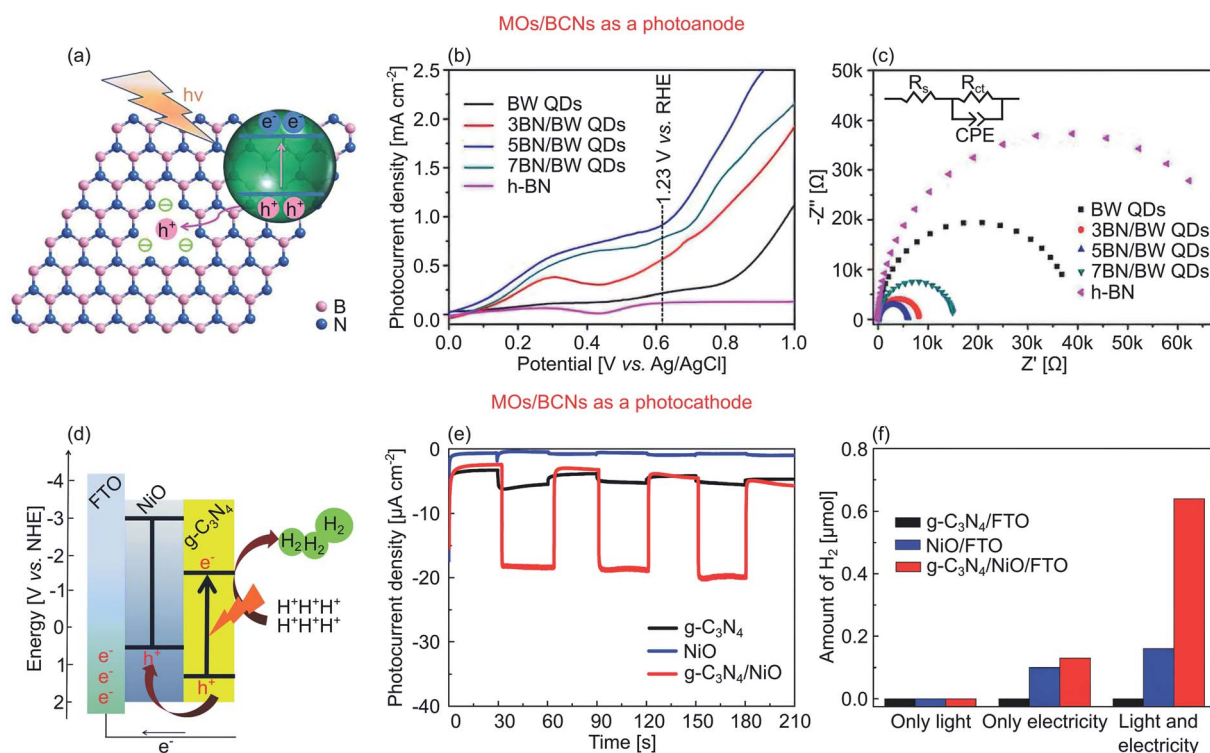 MOs/BCNs as a photoanode
(a)
hν
e⁻ e⁻
h⁺ h⁺
h⁺
⊖
⊖ ⊖
B
N
(b)
Photocurrent density [mA cm⁻²]
2.5
2.0
1.5
1.0
0.5
0.0
BW QDs
3BN/BW QDs
5BN/BW QDs
7BN/BW QDs
h-BN
1.23 V vs. RHE
0.0 0.2 0.4 0.6 0.8 1.0
Potential [V vs. Ag/AgCl]
(c)
-Z'' [Ω]
50k
40k
30k
20k
10k
0
Rs
Rct
CPE
BW QDs
3BN/BW QDs
5BN/BW QDs
7BN/BW QDs
h-BN
0 10k 20k 30k 40k 50k 60k
Z' [Ω]
MOs/BCNs as a photocathode
(d)
Energy [V vs. NHE]
-4
-3
-2
-1
0
1
2
FTO
NiO
g-C₃N₄
e⁻
H₂ H₂ H₂
H⁺H⁺H⁺
H⁺H⁺H⁺
e⁻
e⁻
e⁻
h⁺
h⁺
e⁻
(e)
Photocurrent density [µA cm⁻²]
0
-10
-20
-30
-40
g-C₃N₄
NiO
g-C₃N₄/NiO
0 30 60 90 120 150 180 210
Time [s]
(f)
Amount of H₂ [µmol]
0.8
0.6
0.4
0.2
0.0
g-C₃N₄/FTO
NiO/FTO
g-C₃N₄/NiO/FTO
Only light Only electricity Light and
electricity